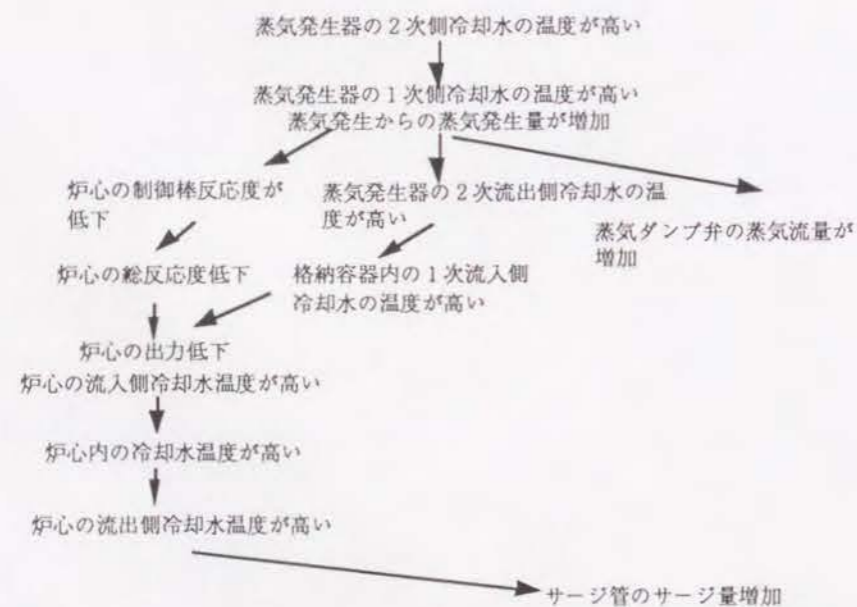 蒸気発生器の2次側冷却水の温度が高い
蒸気発生器の1次側冷却水の温度が高い
蒸気発生からの蒸気発生量が増加
炉心の制御棒反応度が
低下
蒸気発生器の2次流出側冷却水の温
度が高い
蒸気ダンプ弁の蒸気流量が
増加
炉心の総反応度低下
格納容器内の1次流入側
冷却水の温度が高い
炉心の出力低下
炉心の流入側冷却水温度が高い
炉心内の冷却水温度が高い
炉心の流出側冷却水温度が高い
サージ管のサージ量増加